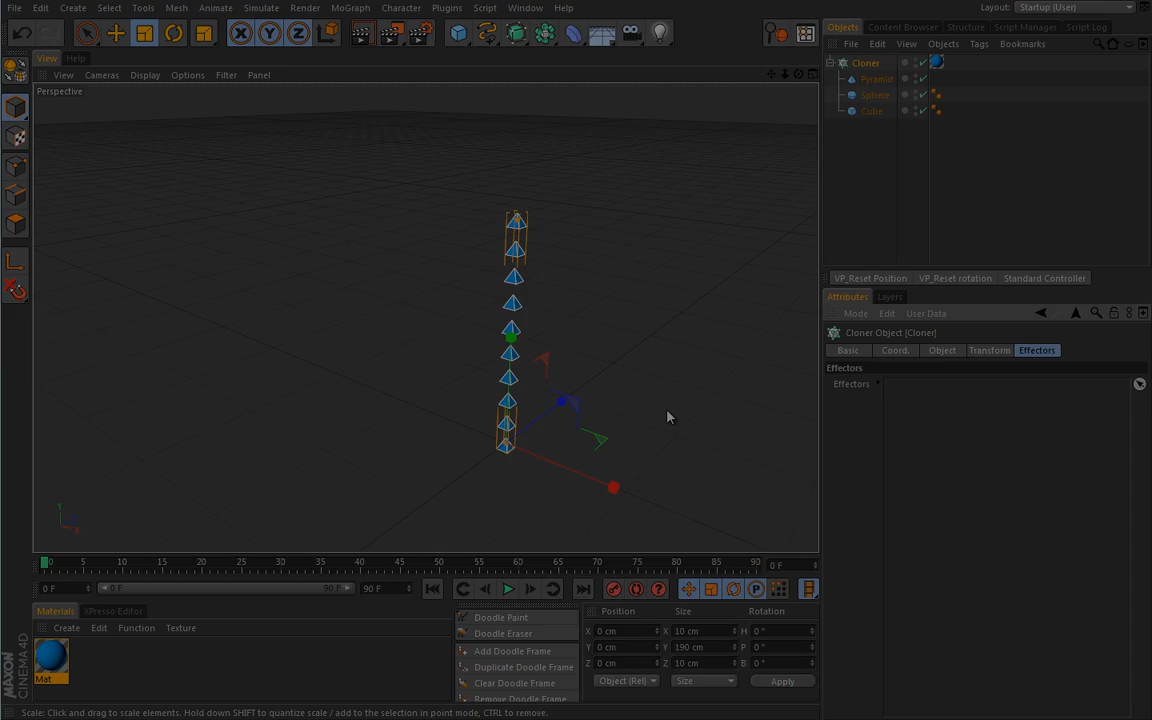 File Edit Create Select Tools Mesh Animate Simulate Render MoGraph Character Plugins Script Window Help
Layout: Startup (User)
X Y Z
Objects Content Browser Structure Script Manager Script Log
File Edit View Objects Tags Bookmarks
Cloner
Pyramid
Sphere
Cube
View Help
View Cameras Display Options Filter Panel
Perspective
Y
X
VP_Reset Position VP_Reset rotation Standard Controller
Attributes Layers
Mode Edit User Data
Cloner Object [Cloner]
Basic Coord. Object Transform Effectors
Effectors
Effectors
0 5 10 15 20 25 30 35 40 45 50 55 60 65 70 75 80 85 90 0 F
0 F 0 F 90 F 90 F
P
Materials XPresso Editor
Create Edit Function Texture
Mat
Doodle Paint
Doodle Eraser
Add Doodle Frame
Duplicate Doodle Frame
Clear Doodle Frame
Remove Doodle Frame
Position Size Rotation
X 0 cm X 10 cm H 0 °
Y 0 cm Y 190 cm P 0 °
Z 0 cm Z 10 cm B 0 °
Object (Rel) Size Apply
MAXON
CINEMA 4D
Scale: Click and drag to scale elements. Hold down SHIFT to quantize scale / add to the selection in point mode, CTRL to remove.